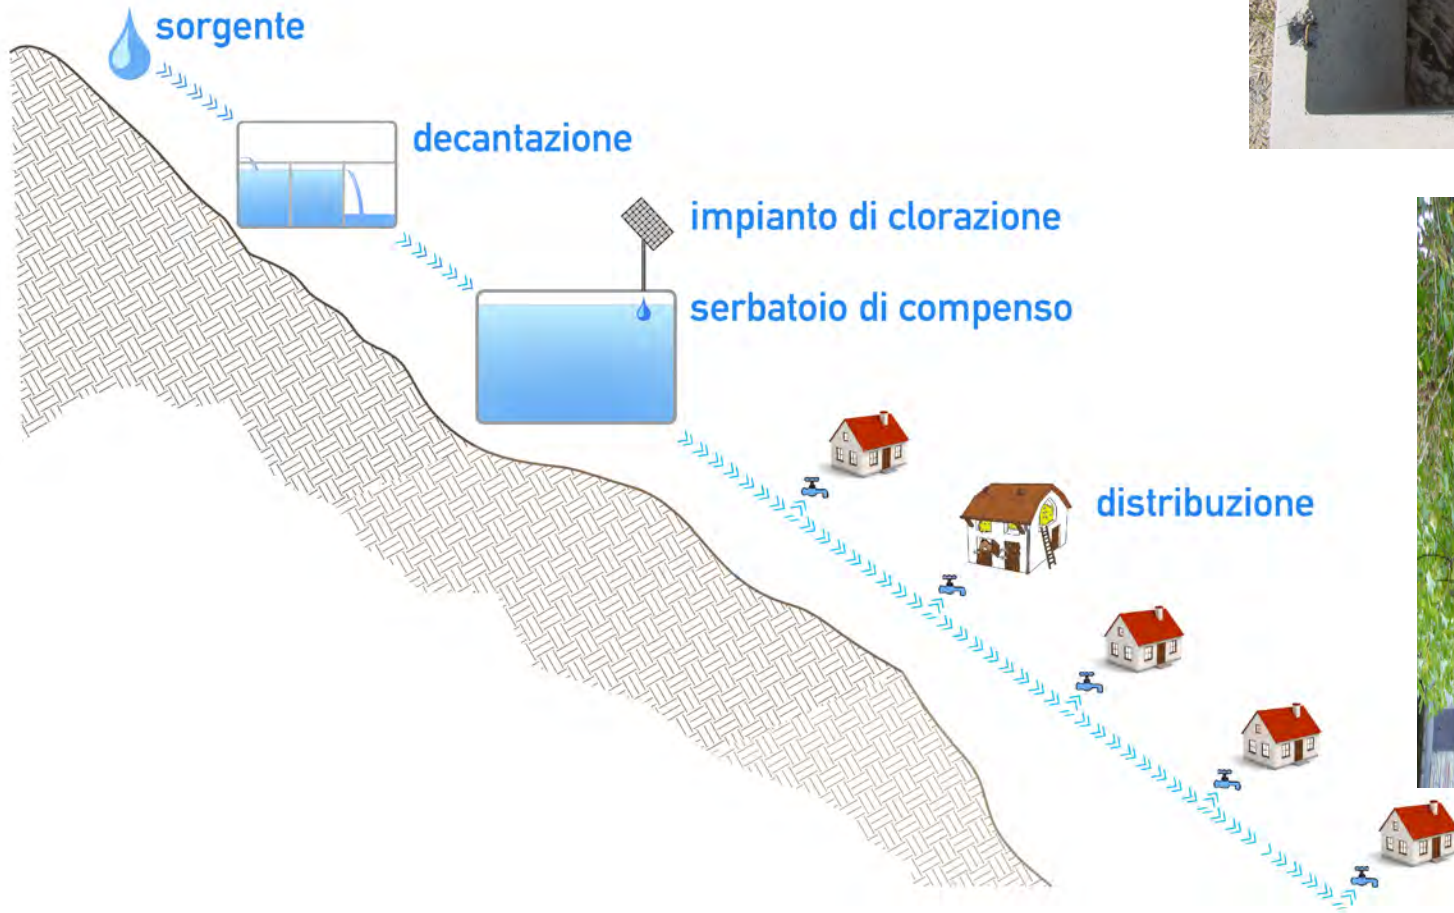 sorgente
decantazione
impianto di clorazione
serbatoio di compenso
distribuzione